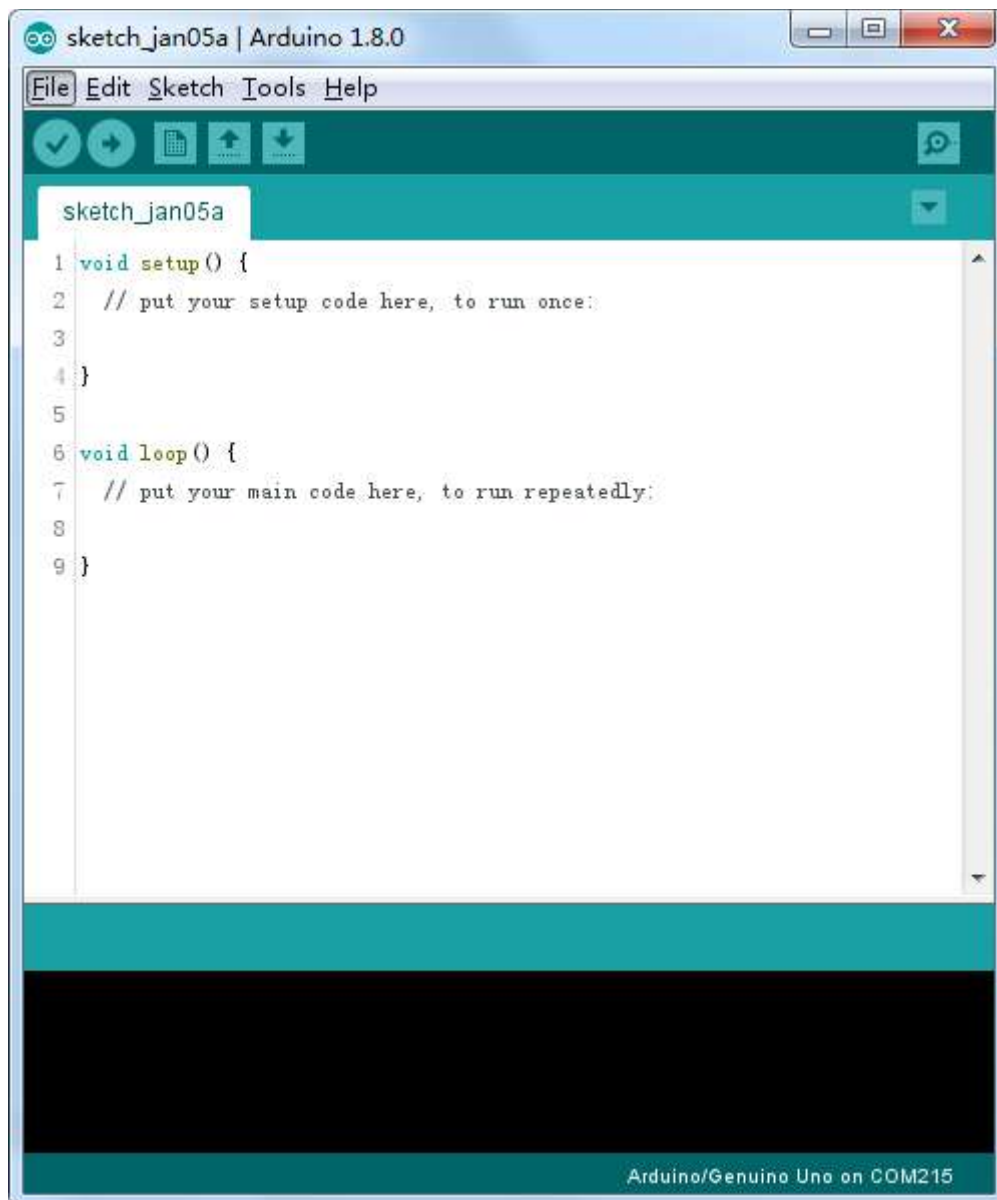 sketch_jan05a | Arduino 1.8.0
File Edit Sketch Tools Help
sketch_jan05a
1 void setup() {
2   // put your setup code here, to run once:
3
4 }
5
6 void loop() {
7   // put your main code here, to run repeatedly:
8
9 }
Arduino/Genuino Uno on COM215